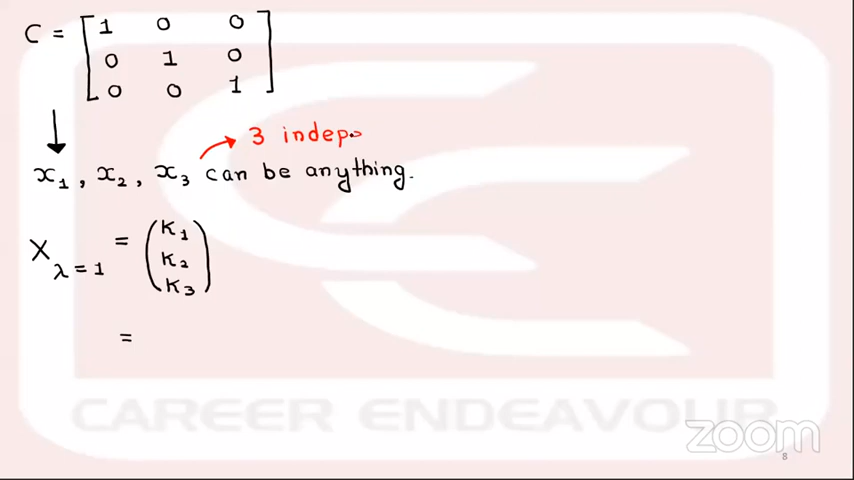 C = [1 0 0
0 1 0
0 0 1]
3 indep
x₁, x₂, x₃ can be anything.
X λ=1 = (K₁
K₂
K₃)
=
CAREER ENDEAVOUR
zoom
8